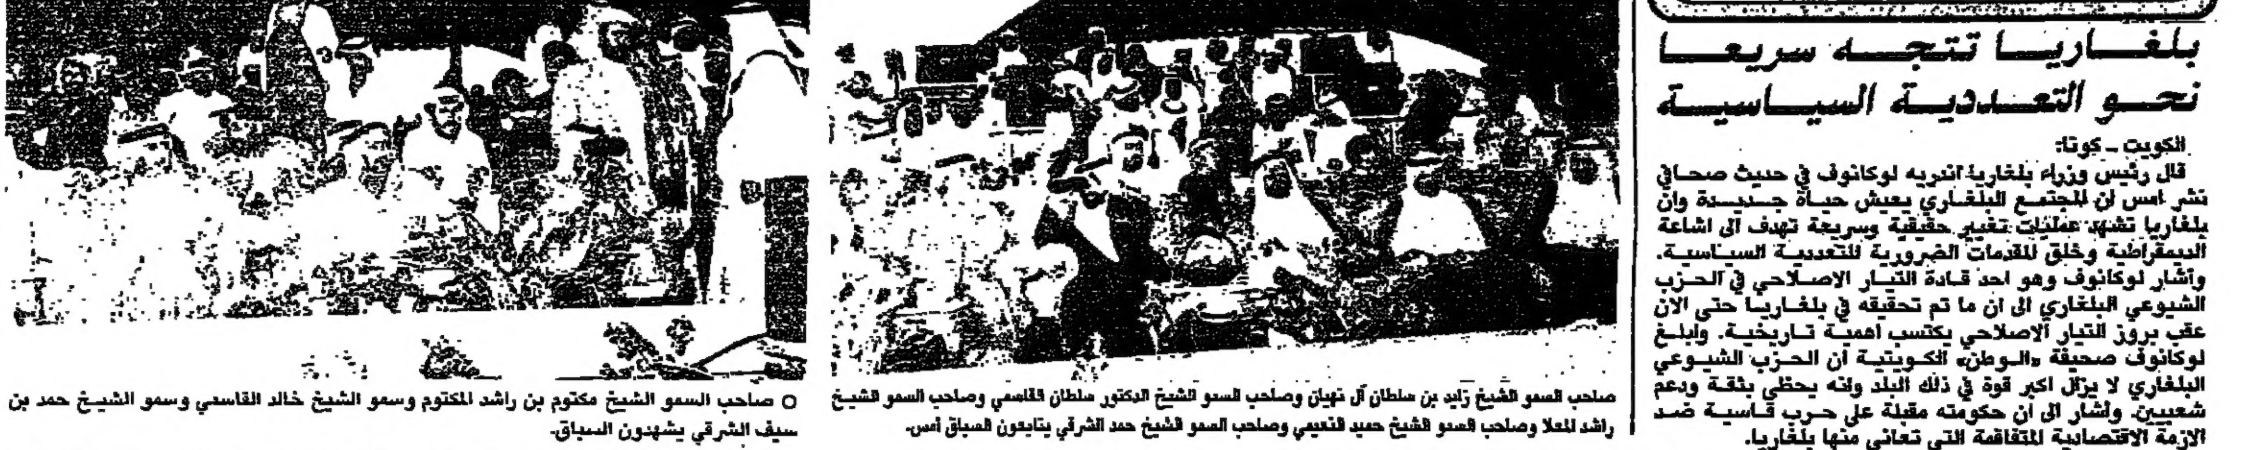 بلغاريا تتجه سريعا
نحو التعددية السياسية
الكويت ـ كونا:
قال رئيس وزراء بلغاريا اندريه لوكانوف في حديث صحافي
نشر امس ان المجتمع البلغاري يعيش حياة جديدة وان
بلغاريا تشهد عمليات تغيير حقيقية وسريعة تهدف الى اشاعة
الديمقراطية وخلق المقدمات الضرورية للتعددية السياسية.
وأشار لوكانوف وهو احد قادة التيار الاصلاحي في الحزب
الشيوعي البلغاري الى ان ما تم تحقيقه في بلغاريا حتى الان
عقب بروز التيار الاصلاحي يكتسب اهمية تاريخية. وابلغ
لوكانوف صحيفة «الوطن» الكويتية ان الحزب الشيوعي
البلغاري لا يزال اكبر قوة في ذلك البلد وانه يحظى بثقة ودعم
شعبيين. وأشار الى ان حكومته مقبلة على حرب قاسية ضد
الازمة الاقتصادية المتفاقمة التي تعاني منها بلغاريا.
صاحب السمو الشيخ زايد بن سلطان آل نهيان وصاحب السمو الشيخ الدكتور سلطان القاسمي وصاحب السمو الشيخ
راشد المعلا وصاحب السمو الشيخ حميد النعيمي وصاحب السمو الشيخ حمد الشرقي يتابعون السباق أمس.
O صاحب السمو الشيخ مكتوم بن راشد المكتوم وسمو الشيخ خالد القاسمي وسمو الشيخ حمد بن
سيف الشرقي يشهدون السباق.